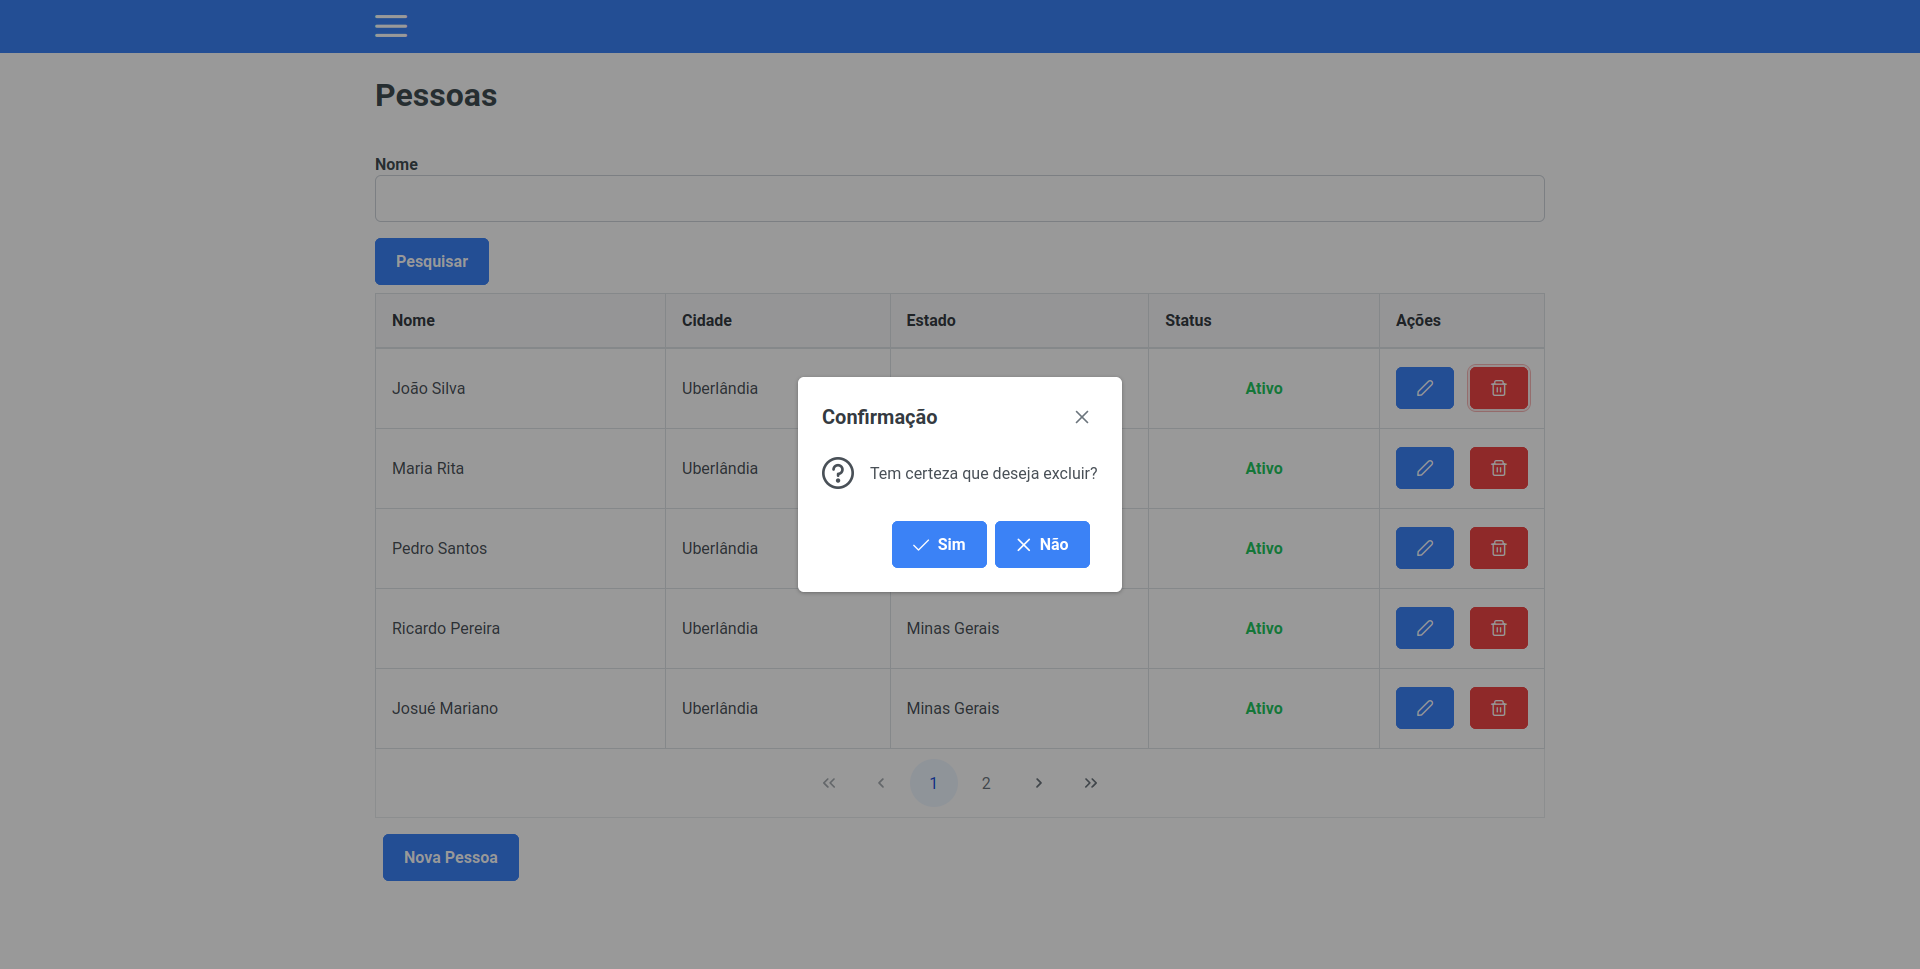 Pessoas
Nome
Pesquisar
Nome Cidade Estado Status Ações
João Silva Uberlândia Ativo
Maria Rita Uberlândia Ativo
Pedro Santos Uberlândia Ativo
Ricardo Pereira Uberlândia Minas Gerais Ativo
Josué Mariano Uberlândia Minas Gerais Ativo
1 2
Nova Pessoa
Confirmação
Tem certeza que deseja excluir?
Sim Não